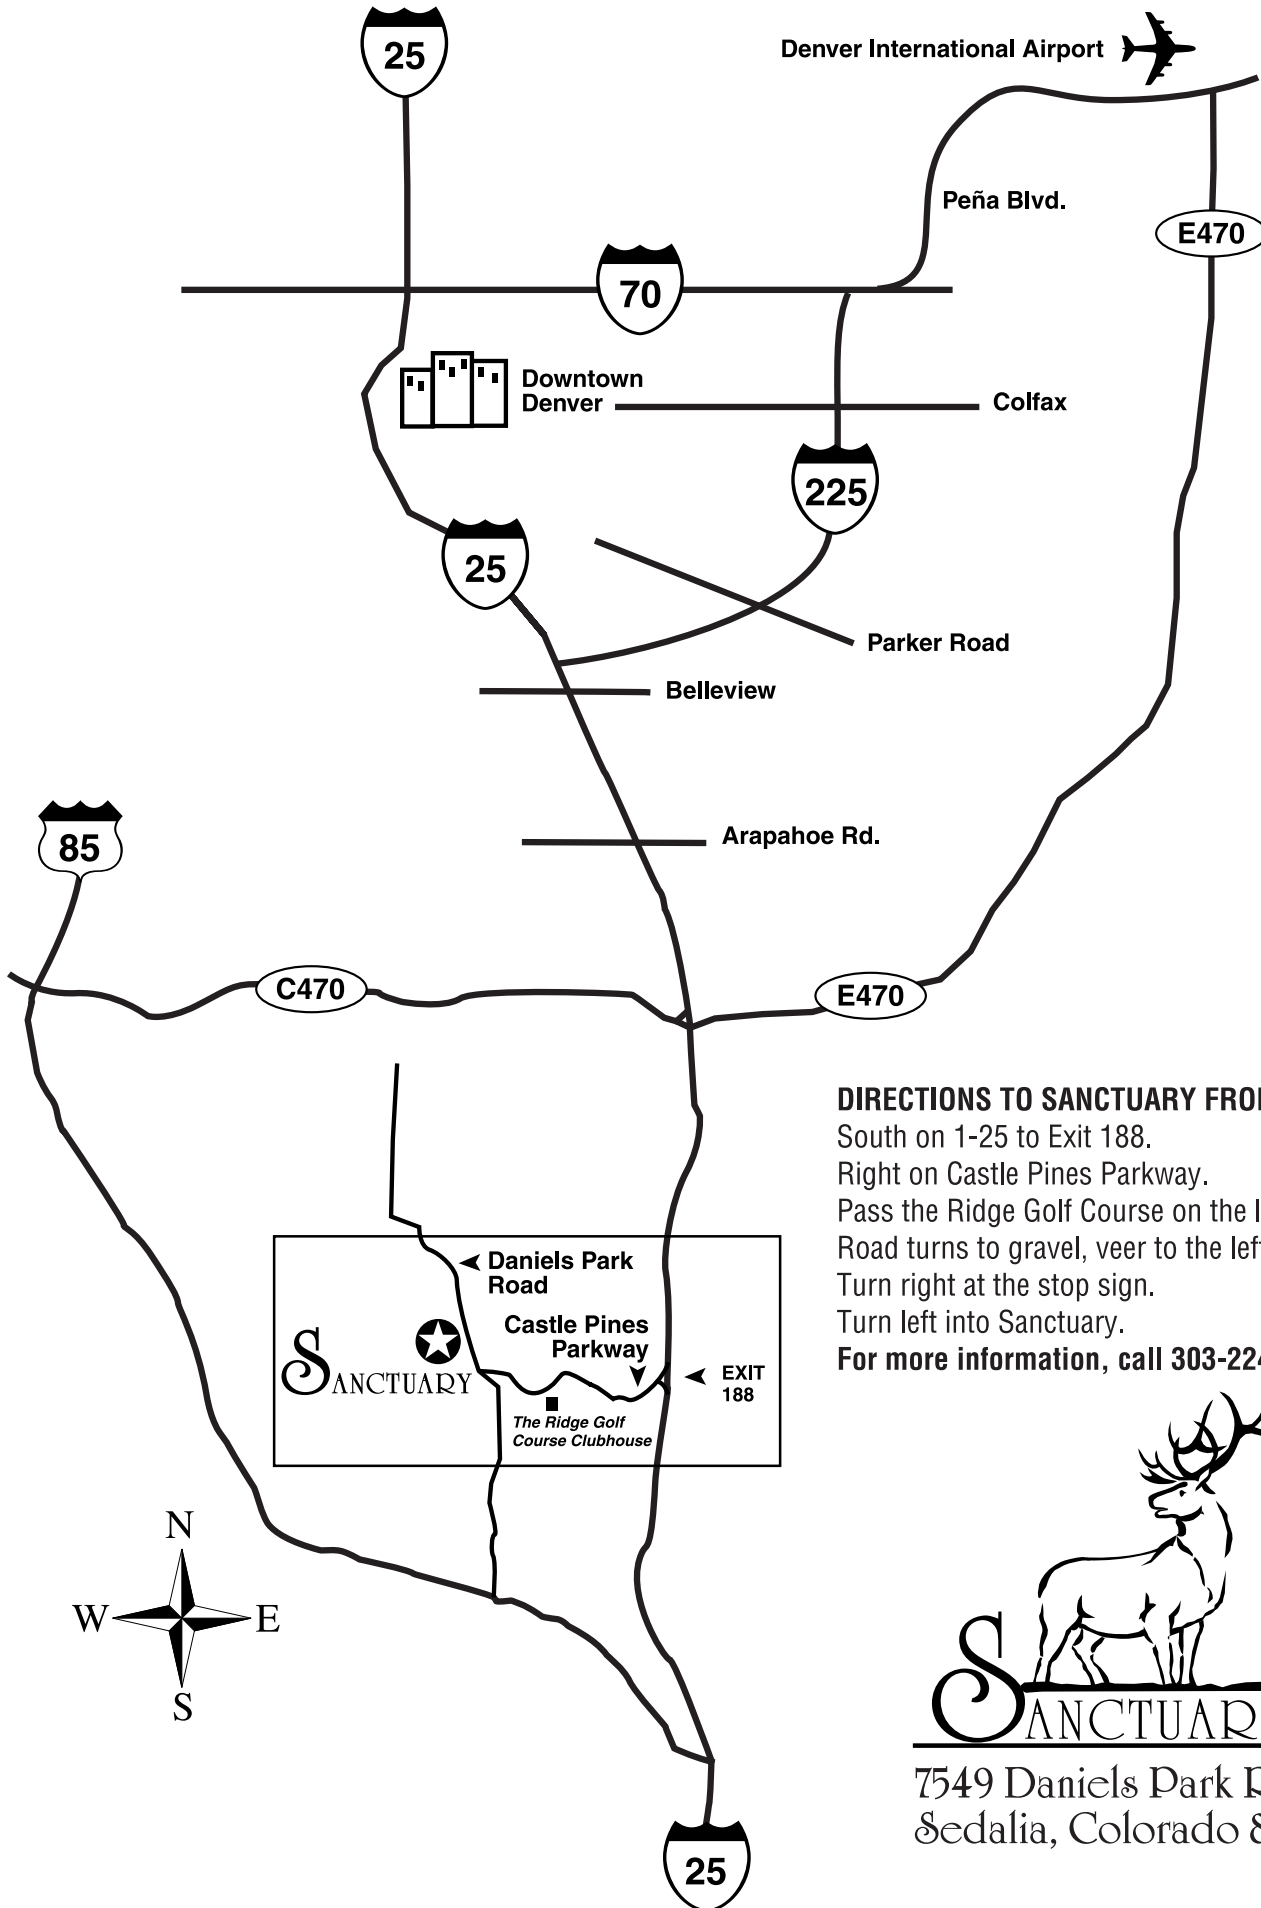 25
Denver International Airport
Peña Blvd.
E470
70
Downtown
Denver
Colfax
225
25
Parker Road
Belleview
85
Arapahoe Rd.
C470
E470
DIRECTIONS TO SANCTUARY
South on 1-25 to Exit 188.
Right on Castle Pines Parkway.
Pass the Ridge Golf Course on the
Road turns to gravel, veer to the left
Turn right at the stop sign.
Turn left into Sanctuary.
For more information, call 303-224
Daniels Park
Road
Castle Pines
Parkway
SANCTUARY
EXIT
188
The Ridge Golf
Course Clubhouse
N
W
E
S
SANCTUAR
7549 Daniels Park
Sedalia, Colorado
25